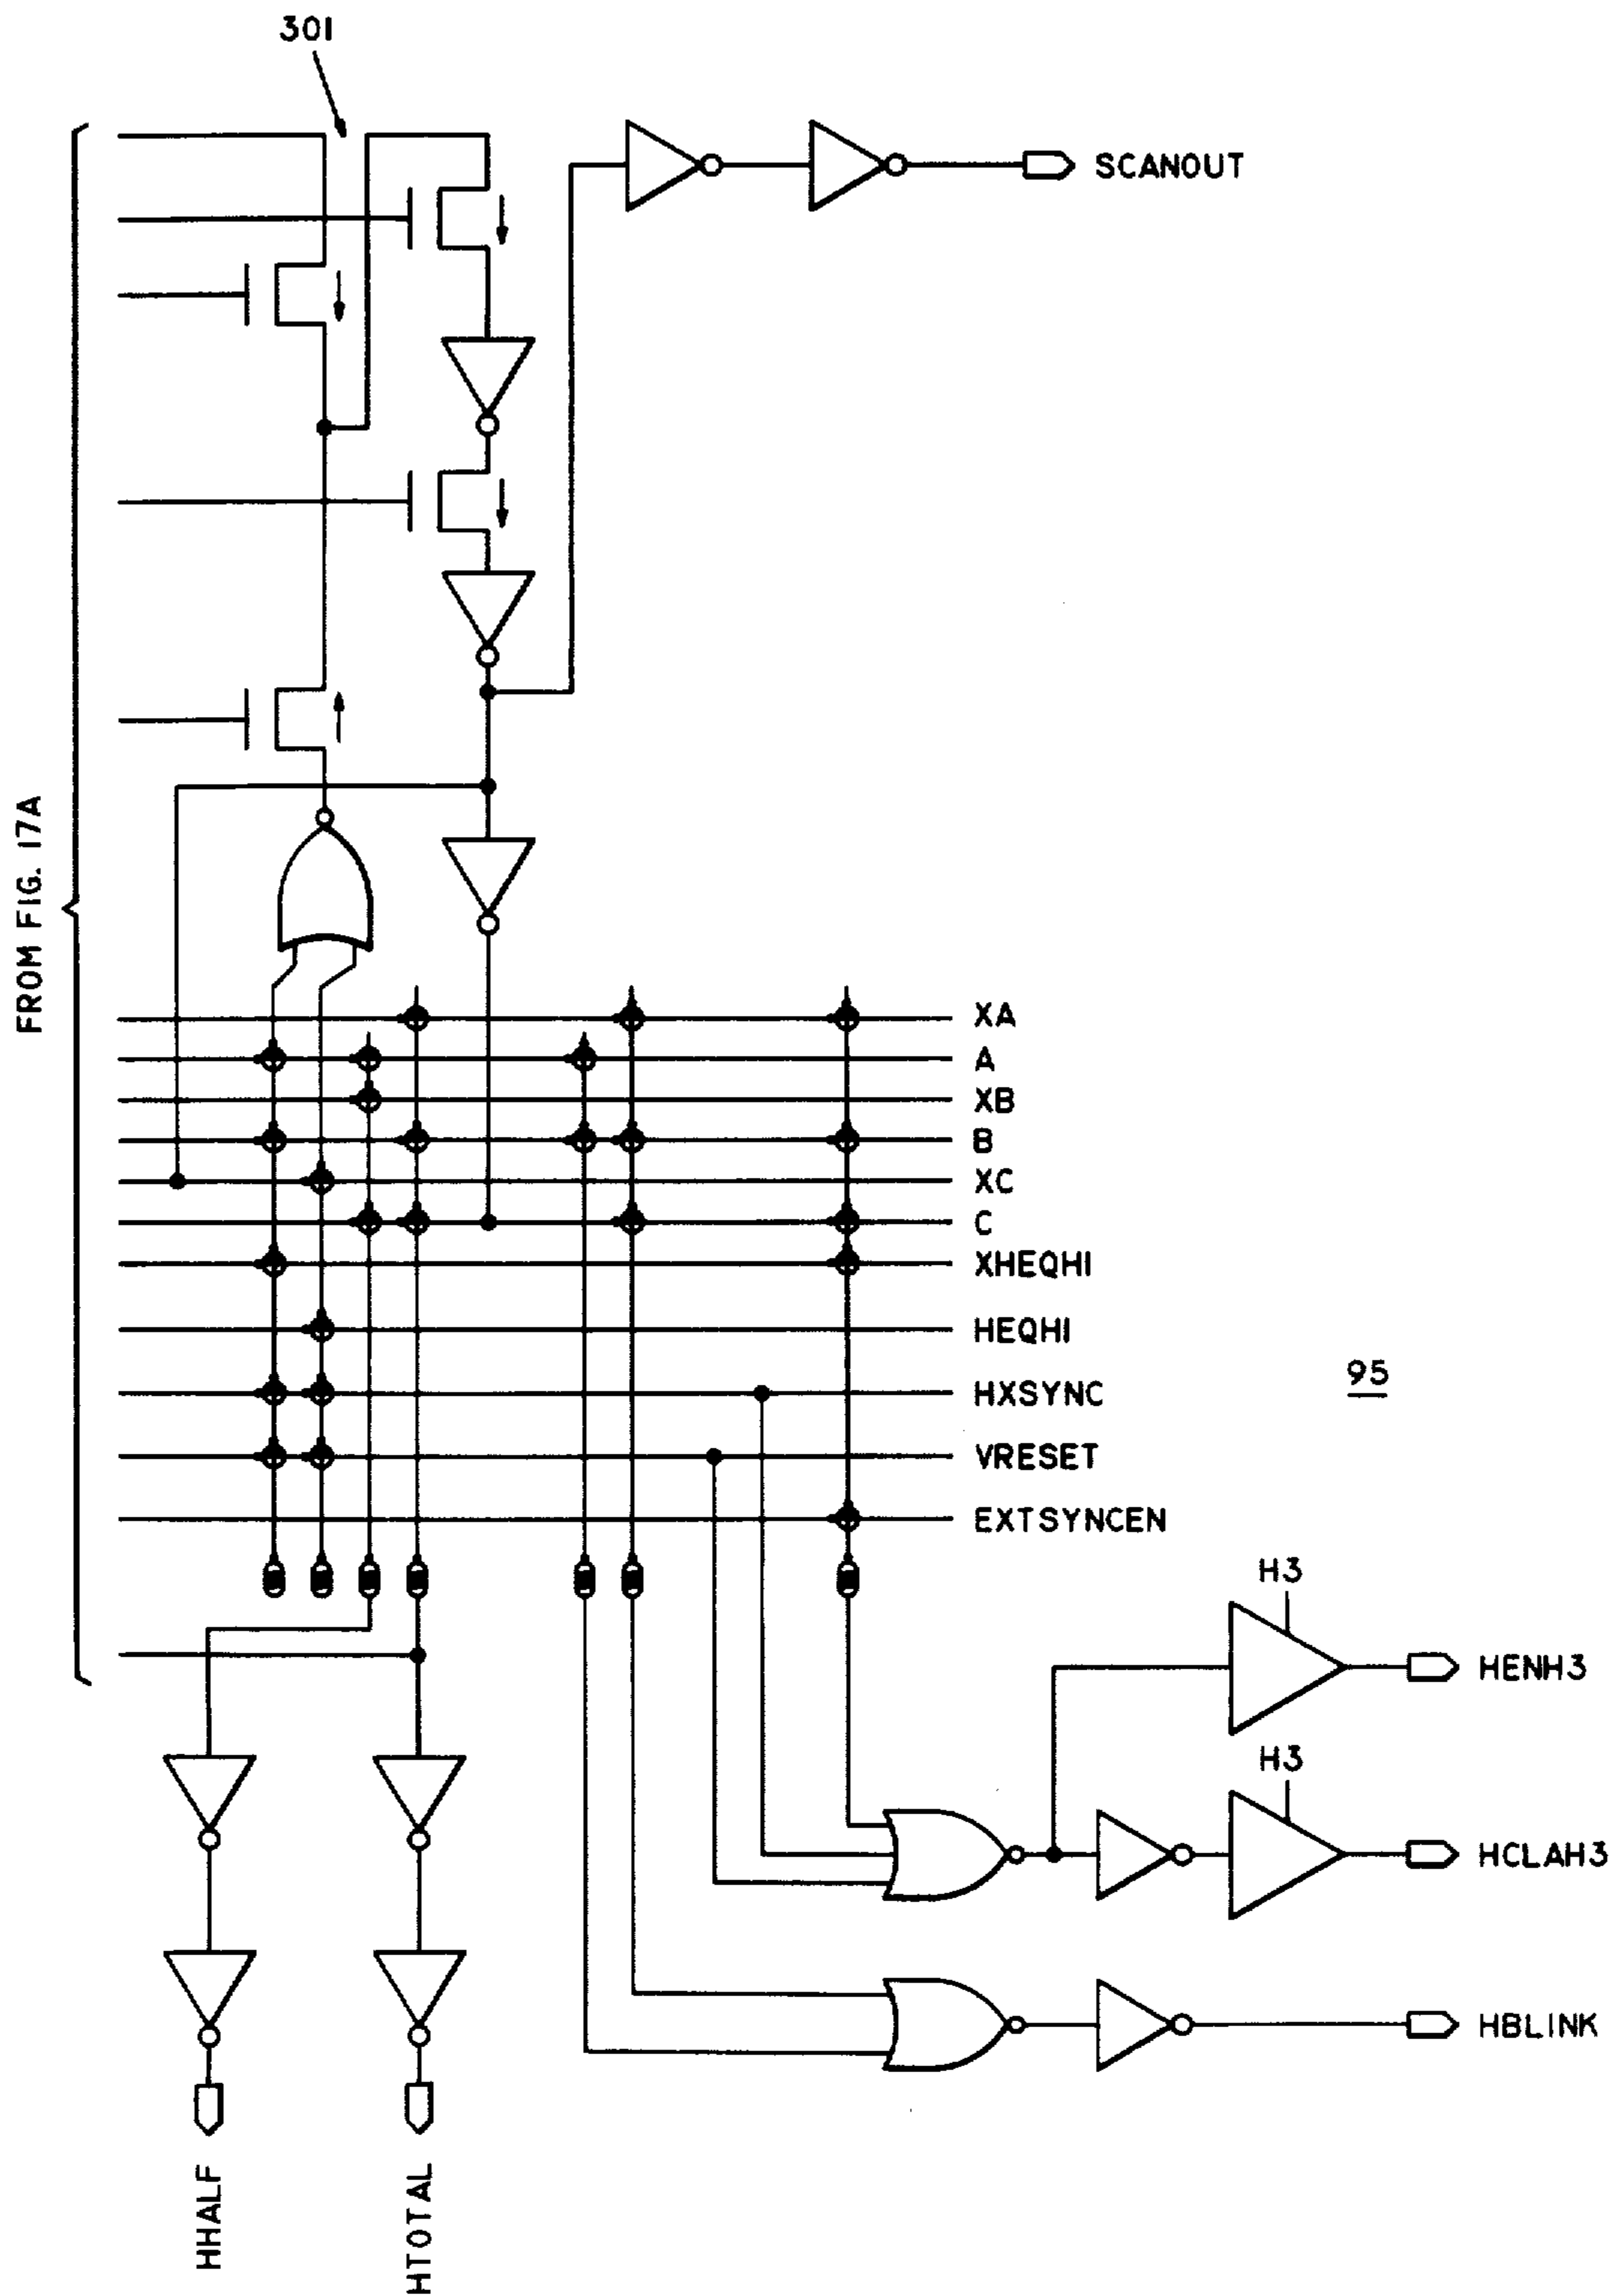 301
SCANOUT
FROM FIG. 17A
XA
A
XB
B
XC
C
XHEQHI
HEQHI
HXSYNC
95
VRESET
EXTSYNCEN
H3
HENH3
H3
HCLAH3
HBLINK
HHALF
HTOTAL